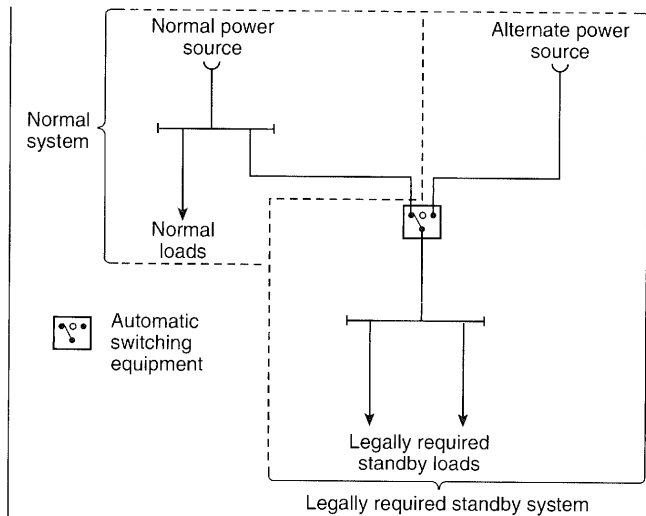 Normal power
source
Alternate power
source
Normal
system
Normal
loads
Automatic
switching
equipment
Legally required
standby loads
Legally required standby system